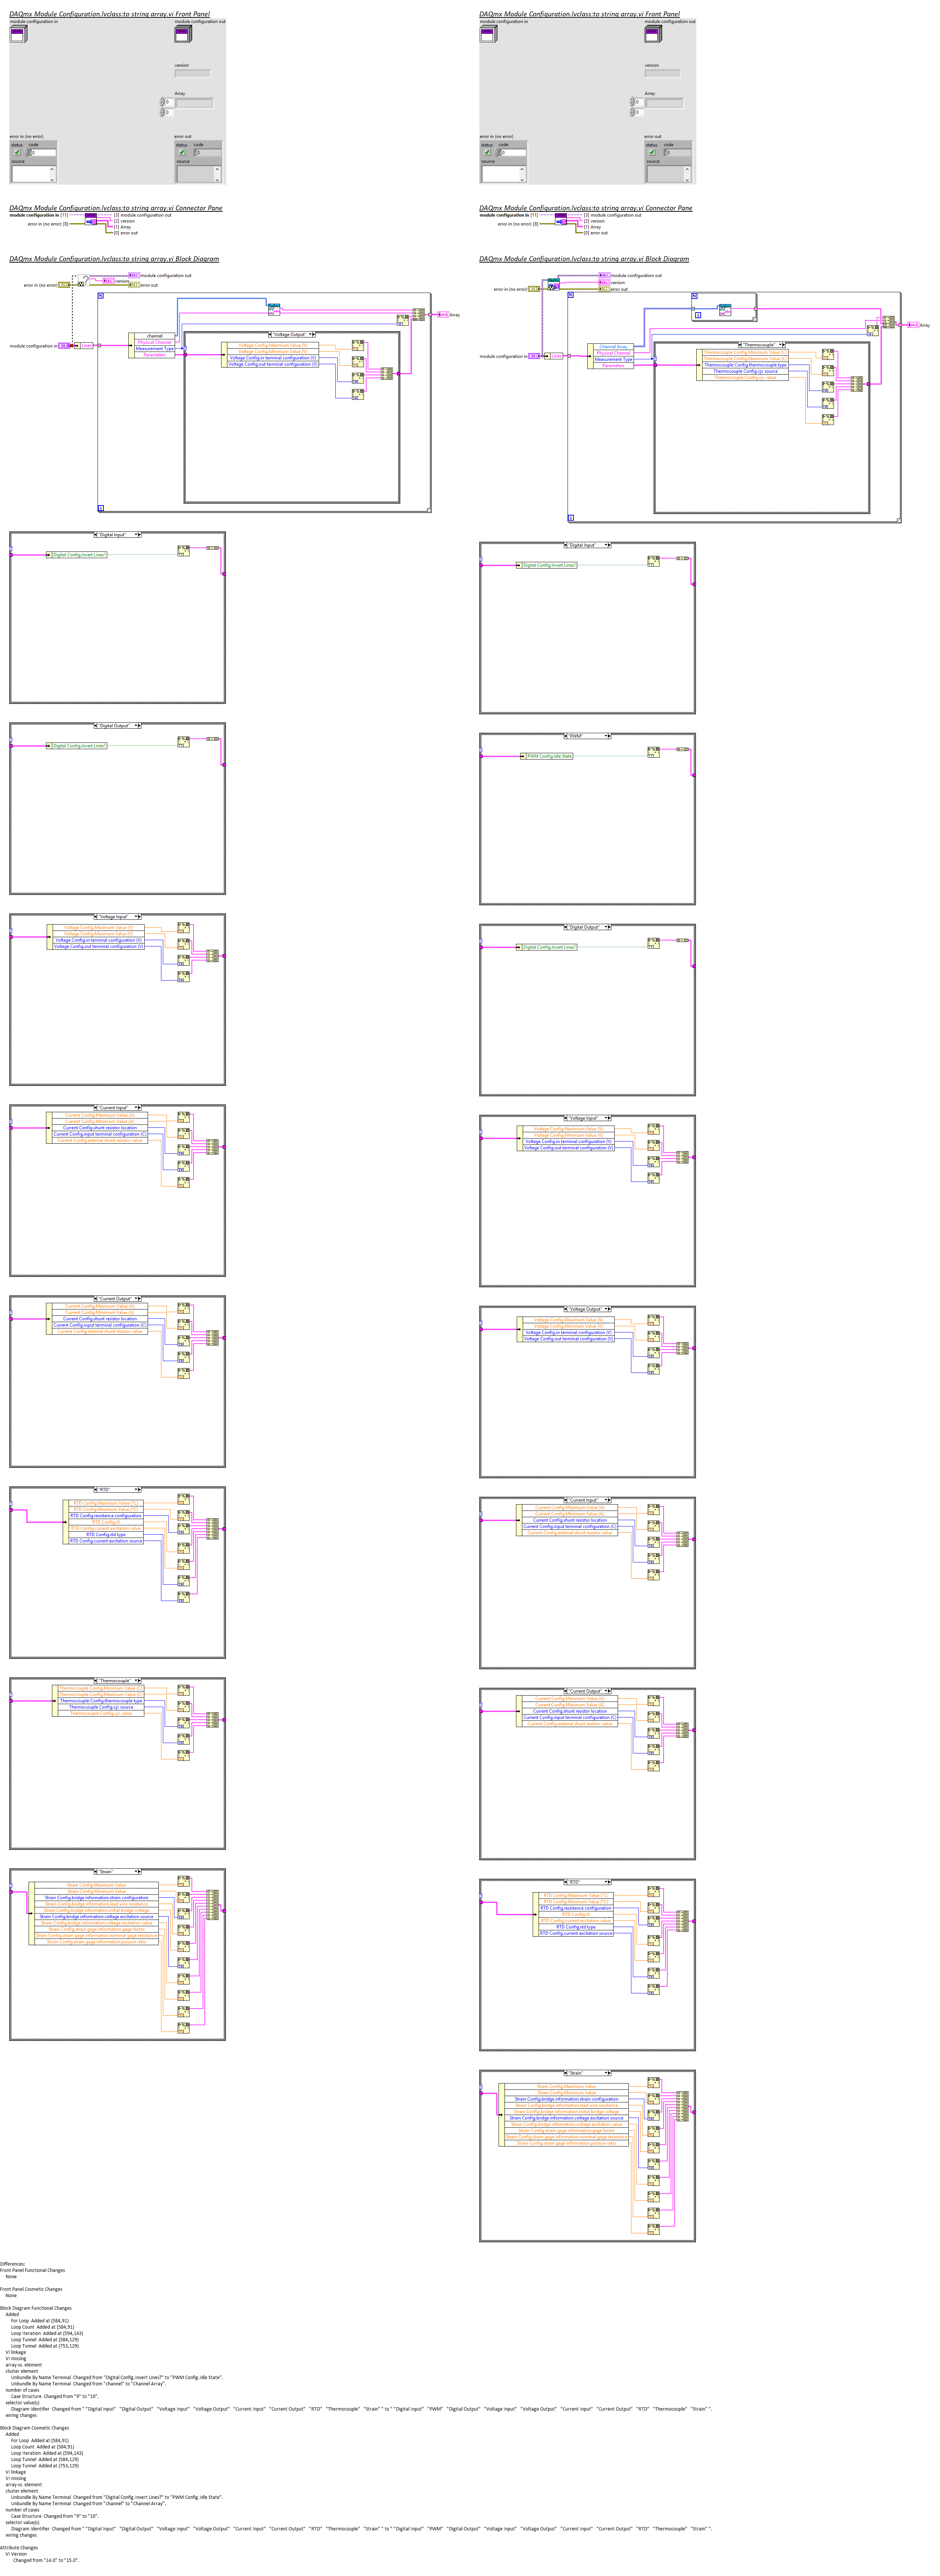 DAQmx Module Configuration.lvclass:to string array.vi Front Panel
module configuration in
module configuration out
version
Array
0
0
error in (no error)
status code
0
source
error out
status code
0
source
DAQmx Module Configuration.lvclass:to string array.vi Connector Pane
module configuration in [11]
error in (no error) [8]
[3] module configuration out
[2] version
[1] Array
[0] error out
DAQmx Module Configuration.lvclass:to string array.vi Block Diagram
module configuration out
version
error in (no error)
error out
N
module configuration in
Lines
channel
Physical Channel
Measurement Type
Parameters
"Voltage Output"
Voltage Config.Maximum Value (V)
Voltage Config.Minimum Value (V)
Voltage Config.in terminal configuration (V)
Voltage Config.out terminal configuration (V)
Array
i
"Digital Input"
Digital Config.Invert Lines?
"Digital Output"
Digital Config.Invert Lines?
"Voltage Input"
Voltage Config.Maximum Value (V)
Voltage Config.Minimum Value (V)
Voltage Config.in terminal configuration (V)
Voltage Config.out terminal configuration (V)
"Current Input"
Current Config.Maximum Value (A)
Current Config.Minimum Value (A)
Current Config.shunt resistor location
Current Config.input terminal configuration (C)
Current Config.external shunt resistor value
"Current Output"
Current Config.Maximum Value (A)
Current Config.Minimum Value (A)
Current Config.shunt resistor location
Current Config.input terminal configuration (C)
Current Config.external shunt resistor value
"RTD"
RTD Config.Maximum Value (°C)
RTD Config.Minimum Value (°C)
RTD Config.resistance configuration
RTD Config.r0
RTD Config.current excitation value
RTD Config.rtd type
RTD Config.current excitation source
"Thermocouple"
Thermocouple Config.Minimum Value (C)
Thermocouple Config.Maximum Value (C)
Thermocouple Config.thermocouple type
Thermocouple Config.cjc source
Thermocouple Config.cjc value
"Strain"
Strain Config.Maximum Value
Strain Config.Minimum Value
Strain Config.bridge information.strain configuration
Strain Config.bridge information.lead wire resistance
Strain Config.bridge information.initial bridge voltage
Strain Config.bridge information.voltage excitation source
Strain Config.bridge information.voltage excitation value
Strain Config.strain gage information.gage factor
Strain Config.strain gage information.nominal gage resistance
Strain Config.strain gage information.poission ratio
DAQmx Module Configuration.lvclass:to string array.vi Front Panel
module configuration in
module configuration out
version
Array
0
0
error in (no error)
status code
0
source
error out
status code
0
source
DAQmx Module Configuration.lvclass:to string array.vi Connector Pane
module configuration in [11]
error in (no error) [8]
[3] module configuration out
[2] version
[1] Array
[0] error out
DAQmx Module Configuration.lvclass:to string array.vi Block Diagram
module configuration out
version
error in (no error)
error out
N
N
i
module configuration in
Lines
Channel Array
Physical Channel
Measurement Type
Parameters
"Thermocouple"
Thermocouple Config.Minimum Value (C)
Thermocouple Config.Maximum Value (C)
Thermocouple Config.thermocouple type
Thermocouple Config.cjc source
Thermocouple Config.cjc value
Array
i
"Digital Input"
Digital Config.Invert Lines?
"PWM"
PWM Config.Idle State
"Digital Output"
Digital Config.Invert Lines?
"Voltage Input"
Voltage Config.Maximum Value (V)
Voltage Config.Minimum Value (V)
Voltage Config.in terminal configuration (V)
Voltage Config.out terminal configuration (V)
"Voltage Output"
Voltage Config.Maximum Value (V)
Voltage Config.Minimum Value (V)
Voltage Config.in terminal configuration (V)
Voltage Config.out terminal configuration (V)
"Current Input"
Current Config.Maximum Value (A)
Current Config.Minimum Value (A)
Current Config.shunt resistor location
Current Config.input terminal configuration (C)
Current Config.external shunt resistor value
"Current Output"
Current Config.Maximum Value (A)
Current Config.Minimum Value (A)
Current Config.shunt resistor location
Current Config.input terminal configuration (C)
Current Config.external shunt resistor value
"RTD"
RTD Config.Maximum Value (°C)
RTD Config.Minimum Value (°C)
RTD Config.resistance configuration
RTD Config.r0
RTD Config.current excitation value
RTD Config.rtd type
RTD Config.current excitation source
"Strain"
Strain Config.Maximum Value
Strain Config.Minimum Value
Strain Config.bridge information.strain configuration
Strain Config.bridge information.lead wire resistance
Strain Config.bridge information.initial bridge voltage
Strain Config.bridge information.voltage excitation source
Strain Config.bridge information.voltage excitation value
Strain Config.strain gage information.gage factor
Strain Config.strain gage information.nominal gage resistance
Strain Config.strain gage information.poission ratio
Differences:
Front Panel Functional Changes
None
Front Panel Cosmetic Changes
None
Block Diagram Functional Changes
Added
For Loop Added at (584,91)
Loop Count Added at (584,91)
Loop Iteration Added at (594,143)
Loop Tunnel Added at (584,129)
Loop Tunnel Added at (753,129)
VI linkage
VI missing
array vs. element
cluster element
Unbundle By Name Terminal Changed from "Digital Config.Invert Lines?" to "PWM Config.Idle State".
Unbundle By Name Terminal Changed from "channel" to "Channel Array".
number of cases
Case Structure Changed from "9" to "10".
selector value(s)
Diagram Identifier Changed from " "Digital Input" "Digital Output" "Voltage Input" "Voltage Output" "Current Input" "Current Output" "RTD" "Thermocouple" "Strain" " to " "Digital Input" "PWM" "Digital Output" "Voltage Input" "Voltage Output" "Current Input" "Current Output" "RTD" "Thermocouple" "Strain" ".
wiring changes
Block Diagram Cosmetic Changes
Added
For Loop Added at (584,91)
Loop Count Added at (584,91)
Loop Iteration Added at (594,143)
Loop Tunnel Added at (584,129)
Loop Tunnel Added at (753,129)
VI linkage
VI missing
array vs. element
cluster element
Unbundle By Name Terminal Changed from "Digital Config.Invert Lines?" to "PWM Config.Idle State".
Unbundle By Name Terminal Changed from "channel" to "Channel Array".
number of cases
Case Structure Changed from "9" to "10".
selector value(s)
Diagram Identifier Changed from " "Digital Input" "Digital Output" "Voltage Input" "Voltage Output" "Current Input" "Current Output" "RTD" "Thermocouple" "Strain" " to " "Digital Input" "PWM" "Digital Output" "Voltage Input" "Voltage Output" "Current Input" "Current Output" "RTD" "Thermocouple" "Strain" ".
wiring changes
Attribute Changes
VI Version
Changed from "14.0" to "15.0".